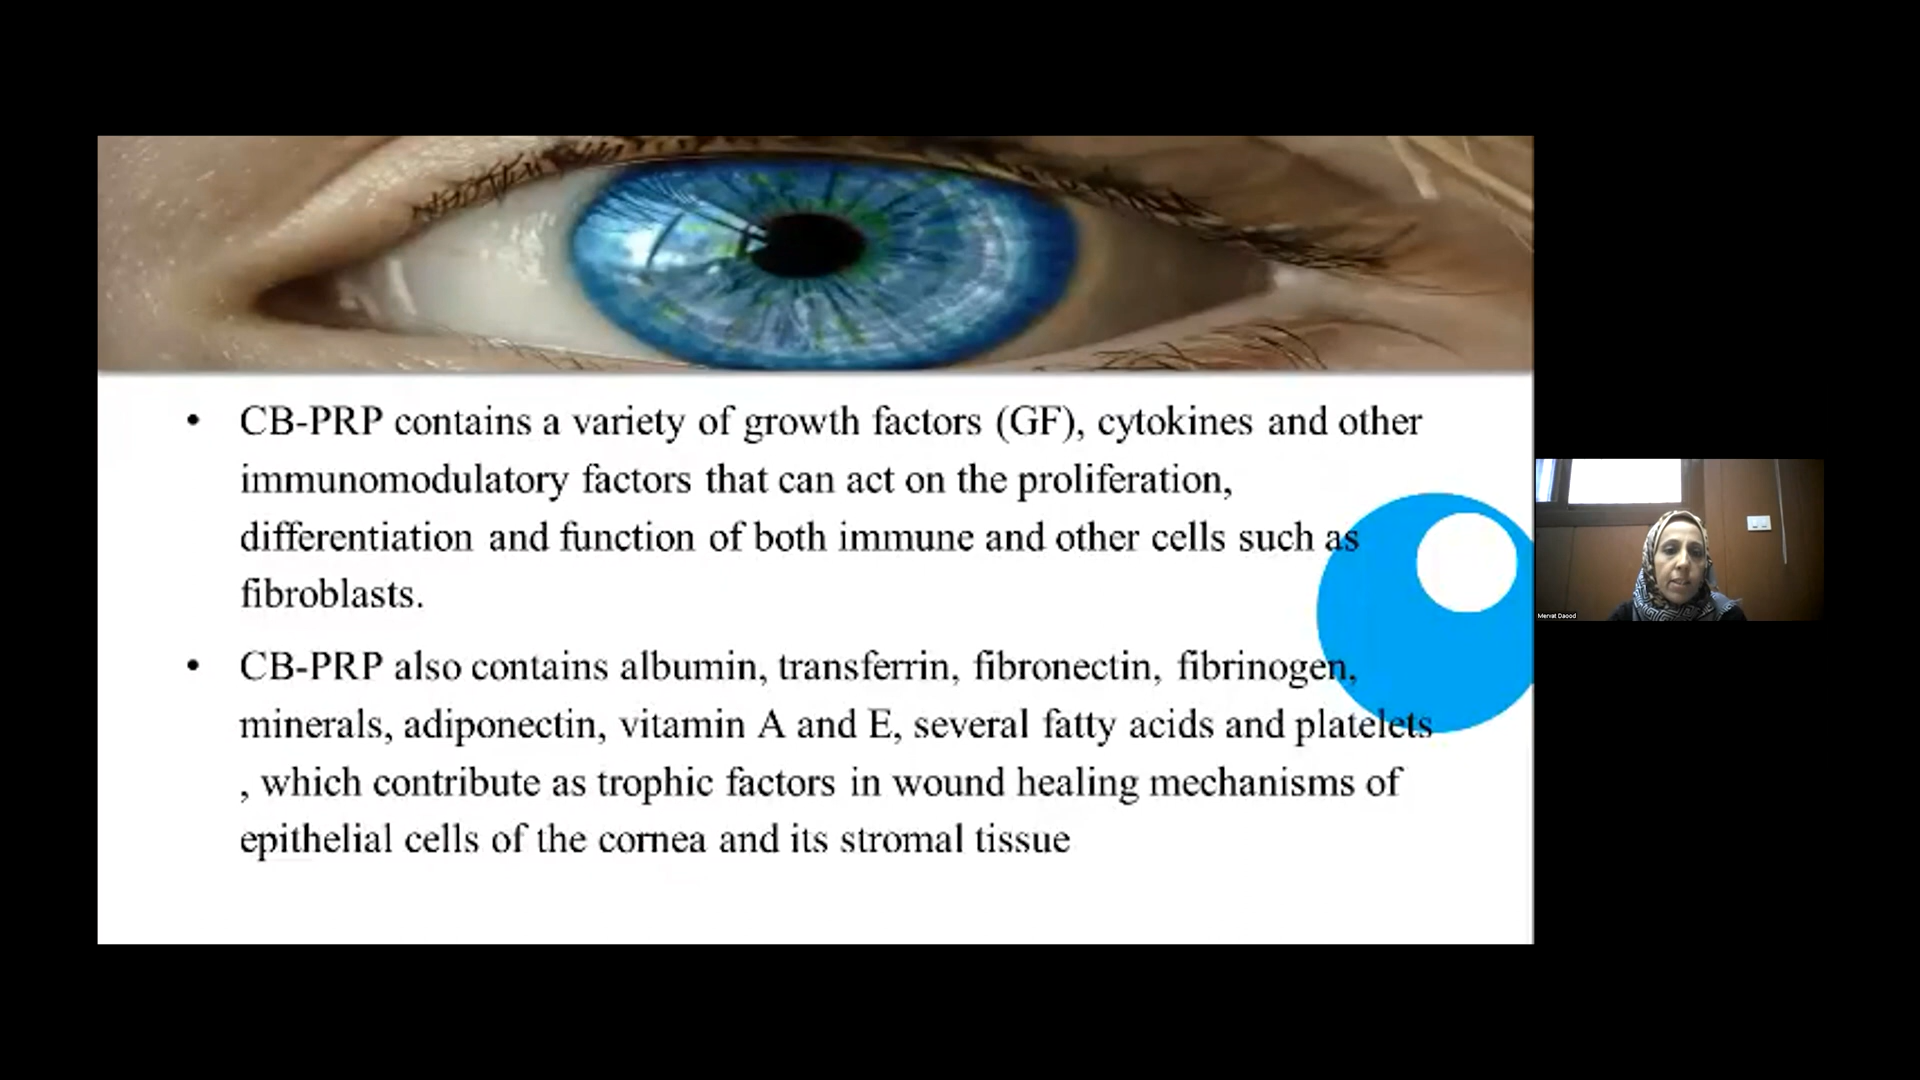 • CB-PRP contains a variety of growth factors (GF), cytokines and other
immunomodulatory factors that can act on the proliferation,
differentiation and function of both immune and other cells such as
fibroblasts.
• CB-PRP also contains albumin, transferrin, fibronectin, fibrinogen,
minerals, adiponectin, vitamin A and E, several fatty acids and platelets
, which contribute as trophic factors in wound healing mechanisms of
epithelial cells of the cornea and its stromal tissue
Mervat Daood